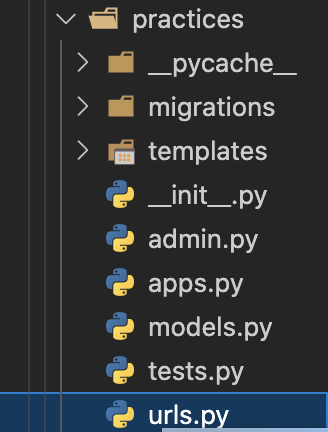 practices
__pycache__
migrations
templates
__init__.py
admin.py
apps.py
models.py
tests.py
urls.py